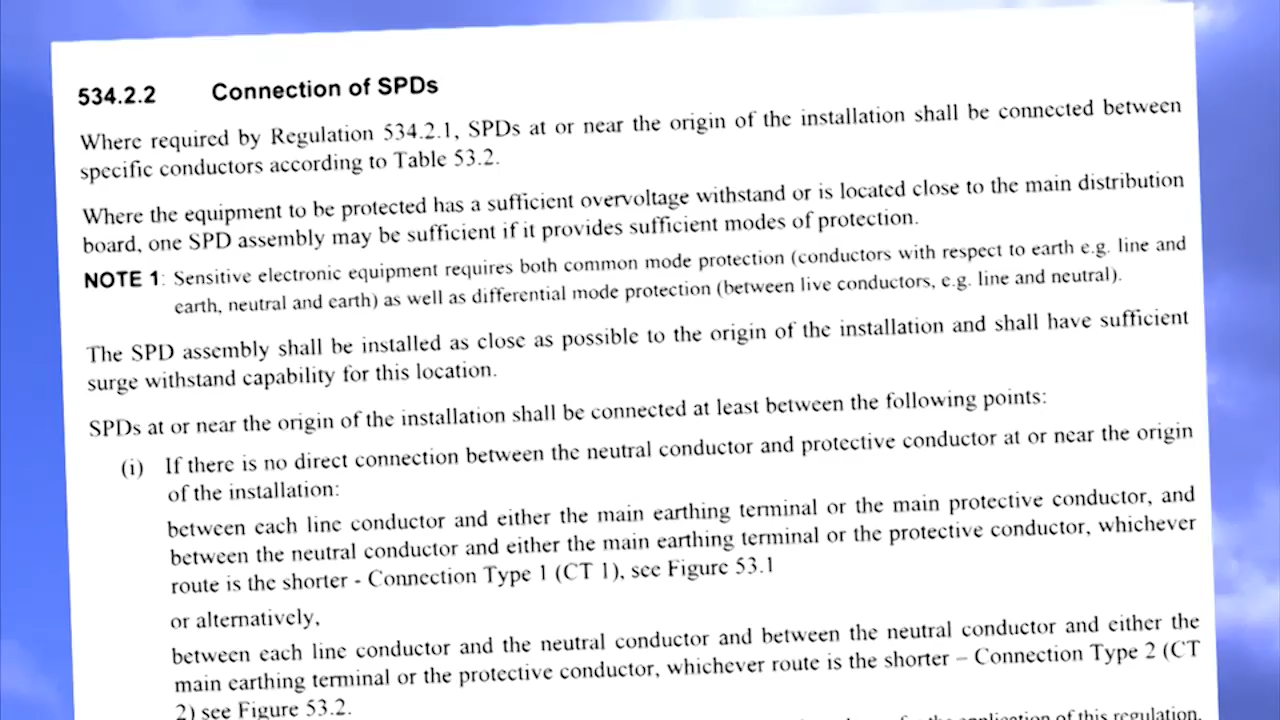 534.2.2 Connection of SPDs
Where required by Regulation 534.2.1, SPDs at or near the origin of the installation shall be connected between
specific conductors according to Table 53.2.
Where the equipment to be protected has a sufficient overvoltage withstand or is located close to the main distribution
board, one SPD assembly may be sufficient if it provides sufficient modes of protection.
NOTE 1: Sensitive electronic equipment requires both common mode protection (conductors with respect to earth e.g. line and
earth, neutral and earth) as well as differential mode protection (between live conductors, e.g. line and neutral).
The SPD assembly shall be installed as close as possible to the origin of the installation and shall have sufficient
surge withstand capability for this location.
SPDs at or near the origin of the installation shall be connected at least between the following points:
(i) If there is no direct connection between the neutral conductor and protective conductor at or near the origin
of the installation:
between each line conductor and either the main earthing terminal or the main protective conductor, and
between the neutral conductor and either the main earthing terminal or the protective conductor, whichever
route is the shorter - Connection Type 1 (CT 1), see Figure 53.1
or alternatively,
between each line conductor and the neutral conductor and between the neutral conductor and either the
main earthing terminal or the protective conductor, whichever route is the shorter – Connection Type 2 (CT
2) see Figure 53.2.
of this regulation.